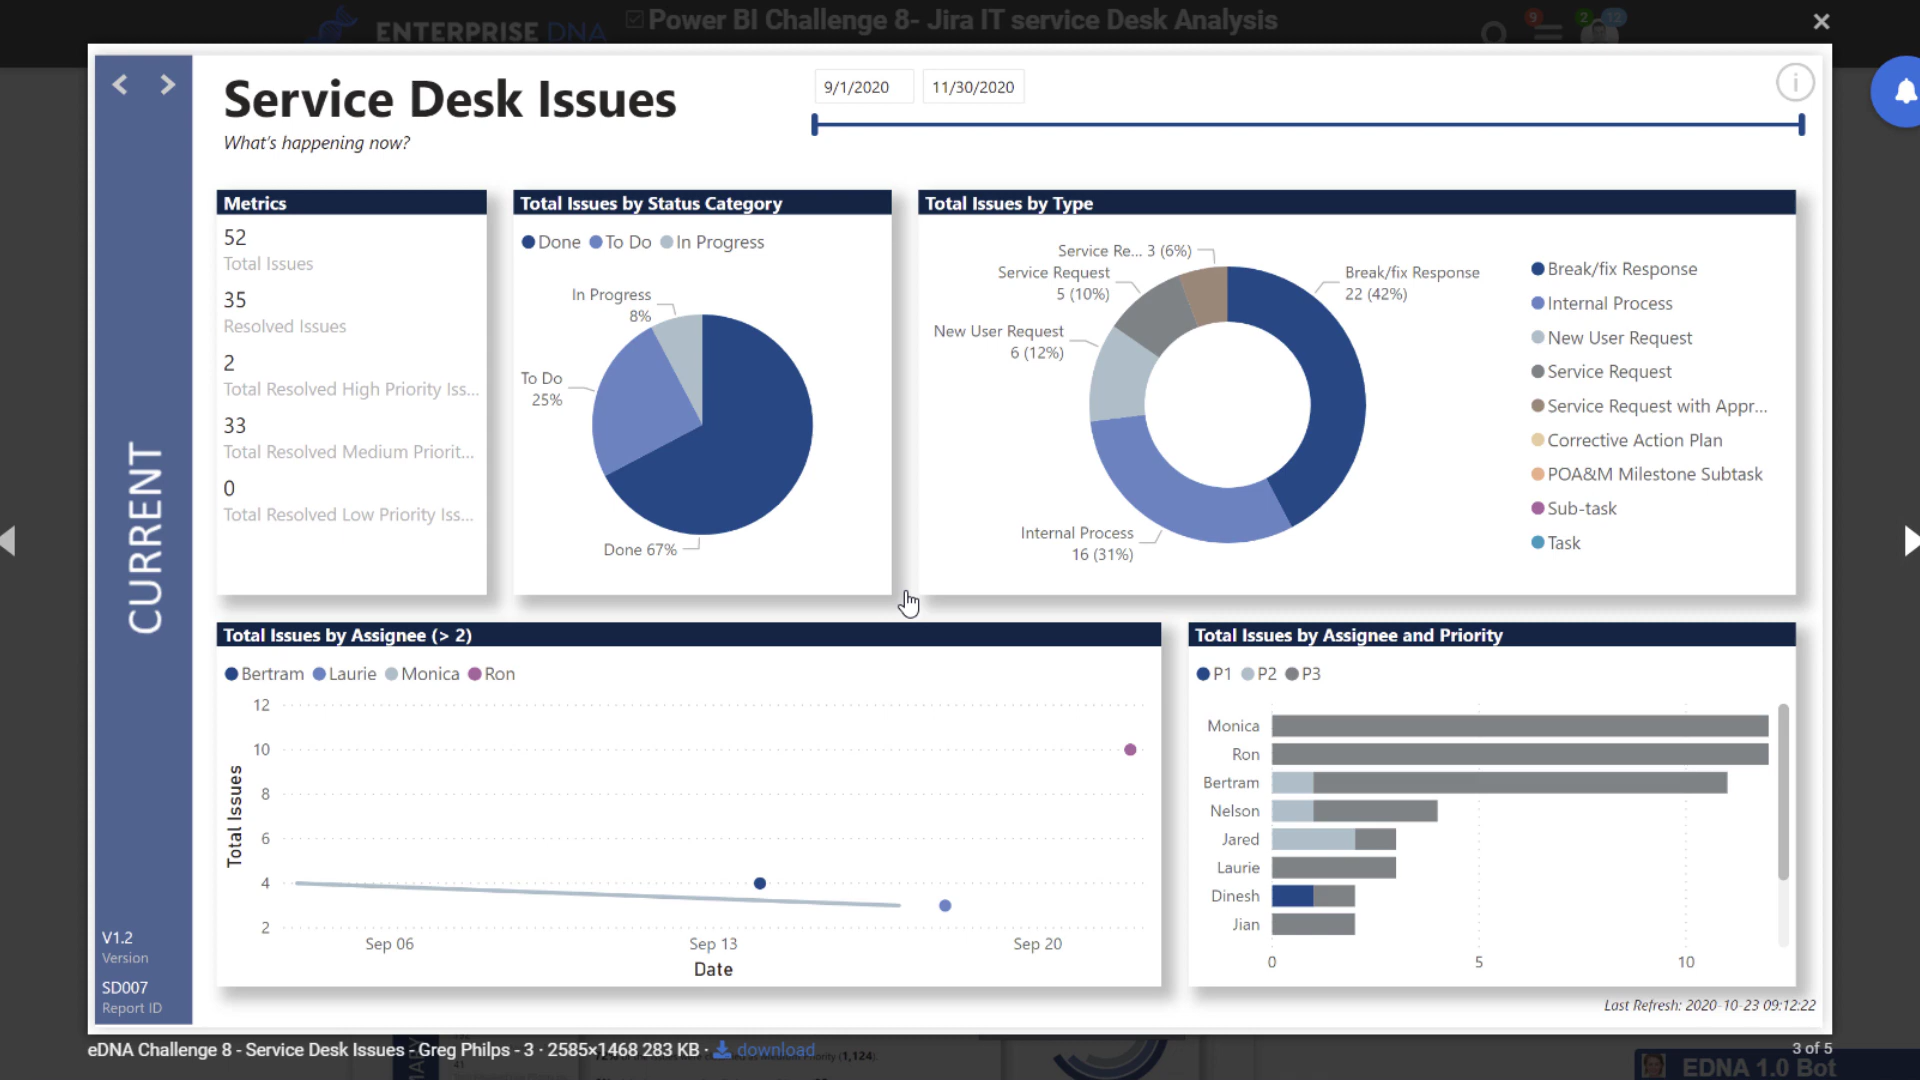 ENTERPRISE DNA
Power BI Challenge 8- Jira IT service Desk Analysis
9
2
12
Service Desk Issues
What's happening now?
9/1/2020
11/30/2020
CURRENT
V1.2
Version
SD007
Report ID
Metrics
52
Total Issues
35
Resolved Issues
2
Total Resolved High Priority Iss...
33
Total Resolved Medium Priorit...
0
Total Resolved Low Priority Iss...
Total Issues by Status Category
Done To Do In Progress
In Progress
8%
To Do
25%
Done 67%
Total Issues by Type
Service Re... 3 (6%)
Service Request
5 (10%)
New User Request
6 (12%)
Internal Process
16 (31%)
Break/fix Response
22 (42%)
Break/fix Response
Internal Process
New User Request
Service Request
Service Request with Appr...
Corrective Action Plan
POA&M Milestone Subtask
Sub-task
Task
Total Issues by Assignee (> 2)
Bertram Laurie Monica Ron
Total Issues
12
10
8
6
4
2
Sep 06 Sep 13 Sep 20
Date
Total Issues by Assignee and Priority
P1 P2 P3
Monica
Ron
Bertram
Nelson
Jared
Laurie
Dinesh
Jian
0 5 10
Last Refresh: 2020-10-23 09:12:22
eDNA Challenge 8 - Service Desk Issues - Greg Philps - 3 · 2585×1468 283 KB · download
3 of 5
EDNA 1.0 Bot